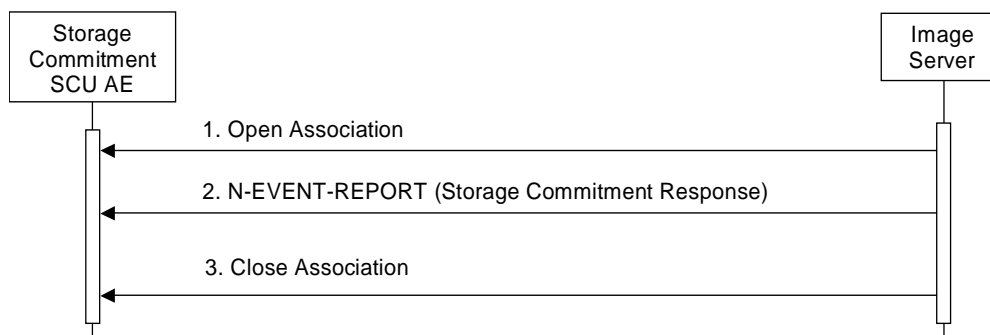 Storage
Commitment
SCU AE
Image
Server
1. Open Association
2. N-EVENT-REPORT (Storage Commitment Response)
3. Close Association